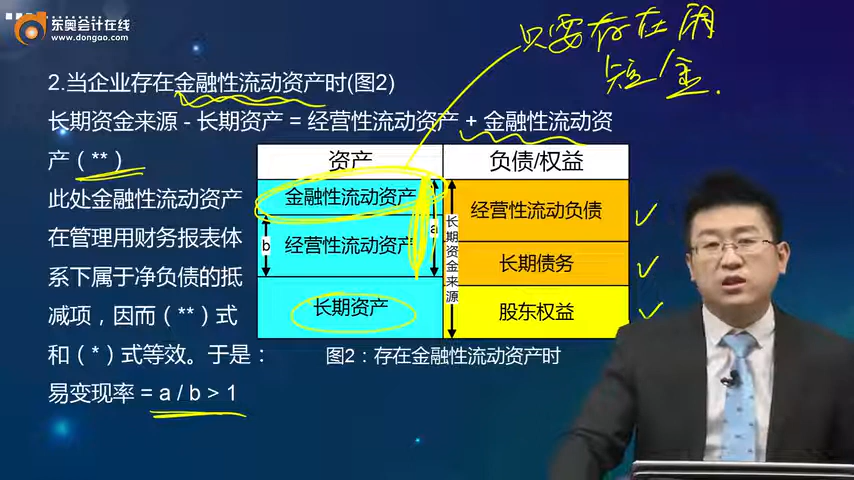 东奥会计在线
www.dongao.com
只要存在闲
短金.
2.当企业存在金融性流动资产时(图2)
长期资金来源 - 长期资产 = 经营性流动资产 + 金融性流动资
产 ( ** )
此处金融性流动资产
在管理用财务报表体
系下属于净负债的抵
减项，因而 ( ** ) 式
和 ( * ) 式等效。于是：
易变现率 = a / b > 1
资产
负债/权益
金融性流动资产
经营性流动资产
长期资产
a
b
长期资金来源
经营性流动负债
长期债务
股东权益
图2：存在金融性流动资产时